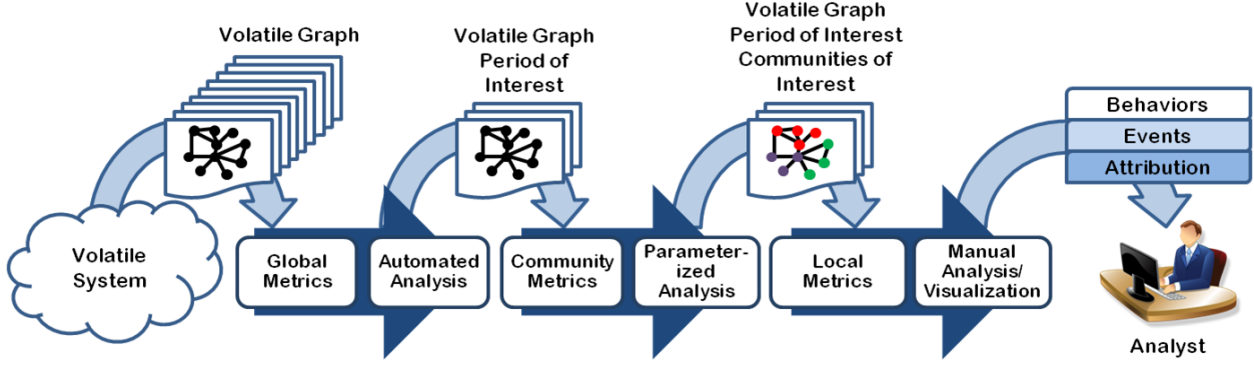 Volatile Graph
Volatile Graph
Period of
Interest
Volatile Graph
Period of Interest
Communities of
Interest
Behaviors
Events
Attribution
Volatile
System
Global
Metrics
Automated
Analysis
Community
Metrics
Parameter-
ized
Analysis
Local
Metrics
Manual
Analysis/
Visualization
Analyst